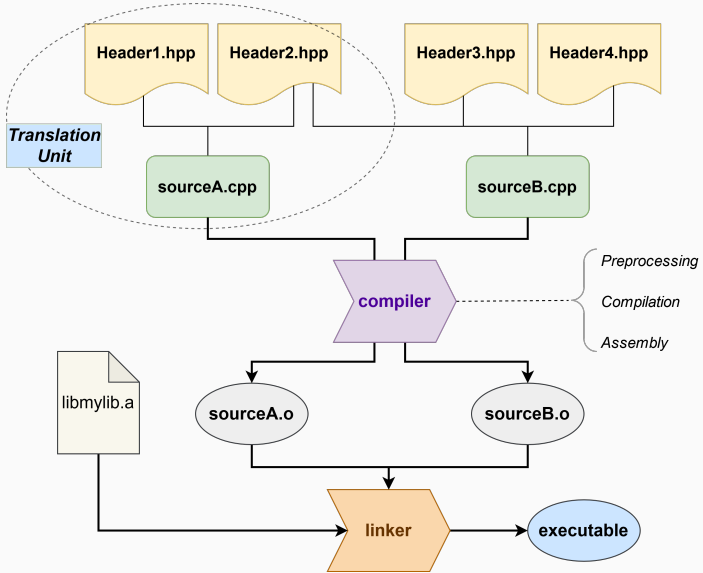 Header1.hpp
Header2.hpp
Header3.hpp
Header4.hpp
Translation
Unit
sourceA.cpp
sourceB.cpp
compiler
Preprocessing
Compilation
Assembly
libmylib.a
sourceA.o
sourceB.o
linker
executable